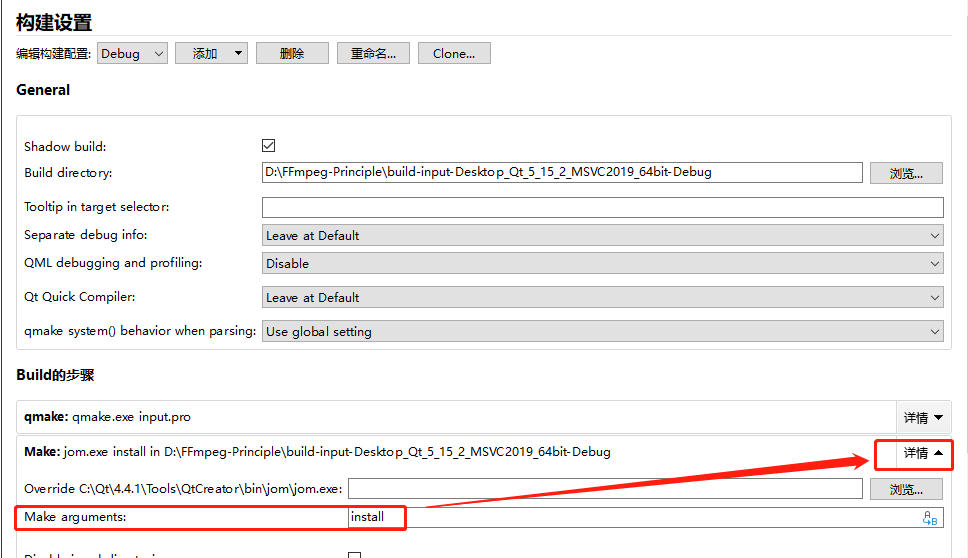 构建设置
编辑构建配置: Debug 添加 删除 重命名... Clone...
General
Shadow build:
Build directory: D:\FFmpeg-Principle\build-input-Desktop_Qt_5_15_2_MSVC2019_64bit-Debug 浏览...
Tooltip in target selector:
Separate debug info: Leave at Default
QML debugging and profiling: Disable
Qt Quick Compiler: Leave at Default
qmake system() behavior when parsing: Use global setting
Build的步骤
qmake: qmake.exe input.pro 详情
Make: jom.exe install in D:\FFmpeg-Principle\build-input-Desktop_Qt_5_15_2_MSVC2019_64bit-Debug 详情
Override C:\Qt\4.4.1\Tools\QtCreator\bin\jom\jom.exe: 浏览...
Make arguments: install